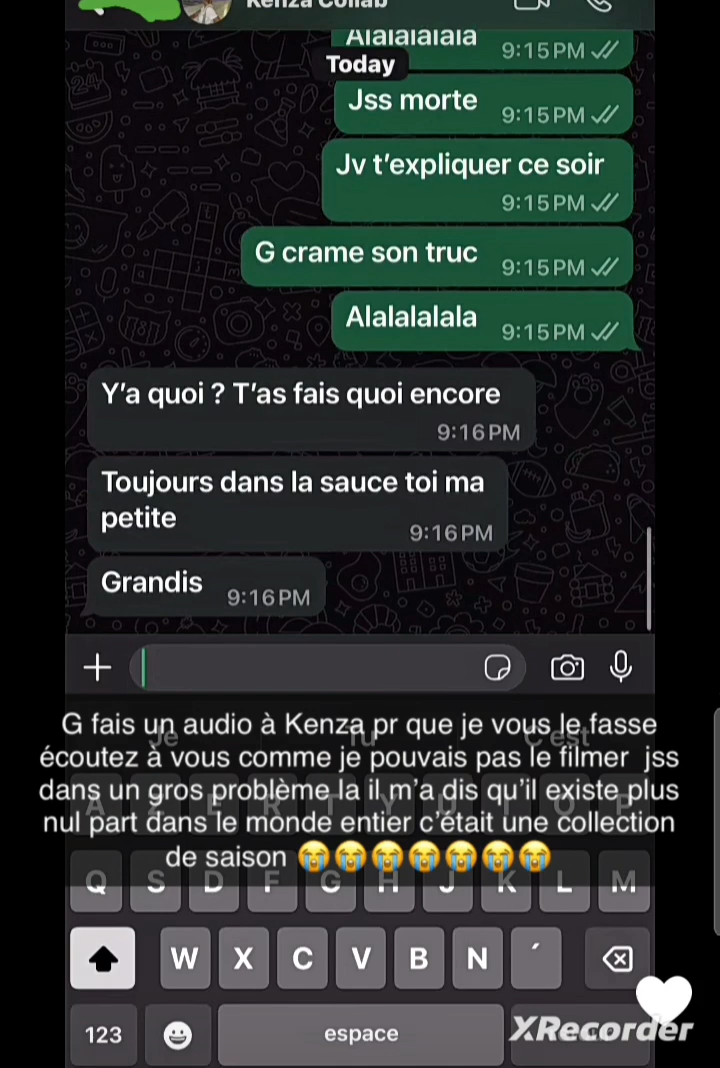 Kenza Collab
Alalalalala
9:15 PM
Today
Jss morte
9:15 PM
Jv t’expliquer ce soir
9:15 PM
G crame son truc
9:15 PM
Alalalalala
9:15 PM
Y’a quoi ? T’as fais quoi encore
9:16 PM
Toujours dans la sauce toi ma
petite
9:16 PM
Grandis
9:16 PM
G fais un audio à Kenza pr que je vous le fasse
écoutez à vous comme je pouvais pas le filmer jss
dans un gros problème la il m’a dis qu’il existe plus
nul part dans le monde entier c’était une collection
de saison 😭😭😭😭😭😭😭
Je Tu C’est
A Z E R T Y U I O P
Q S D F G H J K L M
W X C V B N ´
123 espace
XRecorder